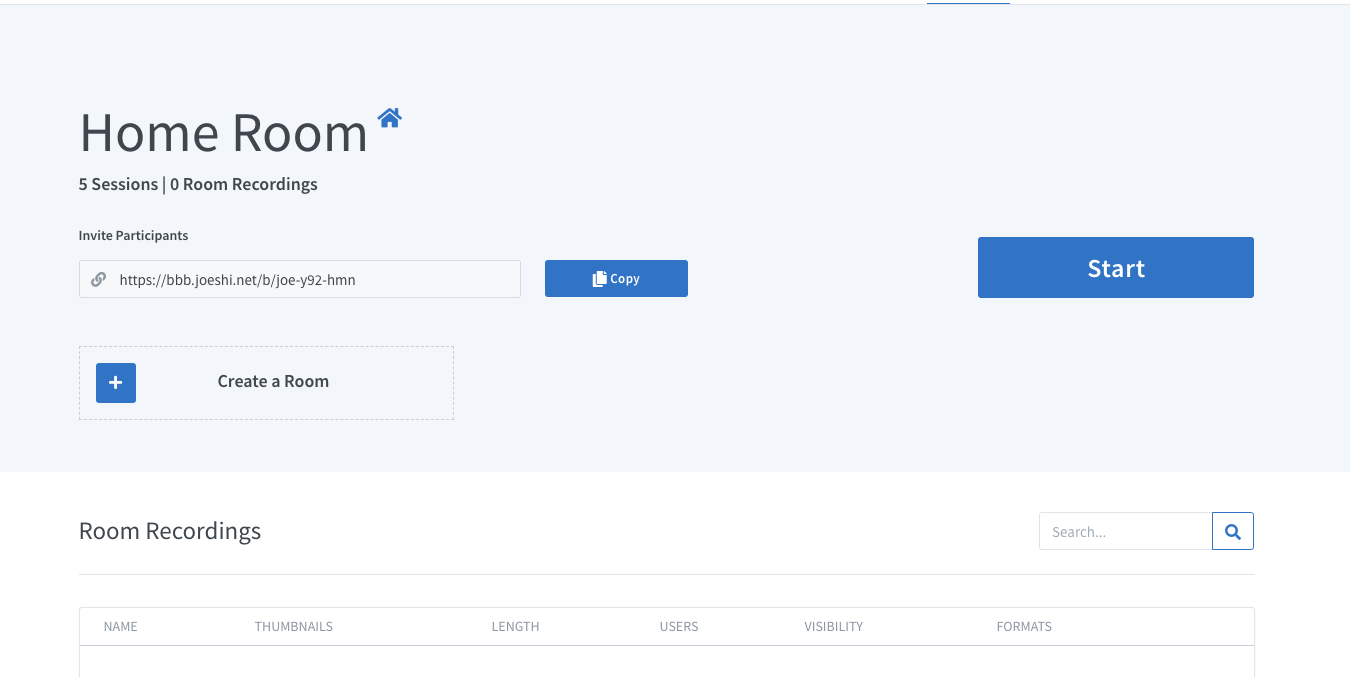 Home Room
5 Sessions | 0 Room Recordings
Invite Participants
https://bbb.joeshi.net/b/joe-y92-hmn
Copy
Start
Create a Room
Room Recordings
Search...
NAME THUMBNAILS LENGTH USERS VISIBILITY FORMATS